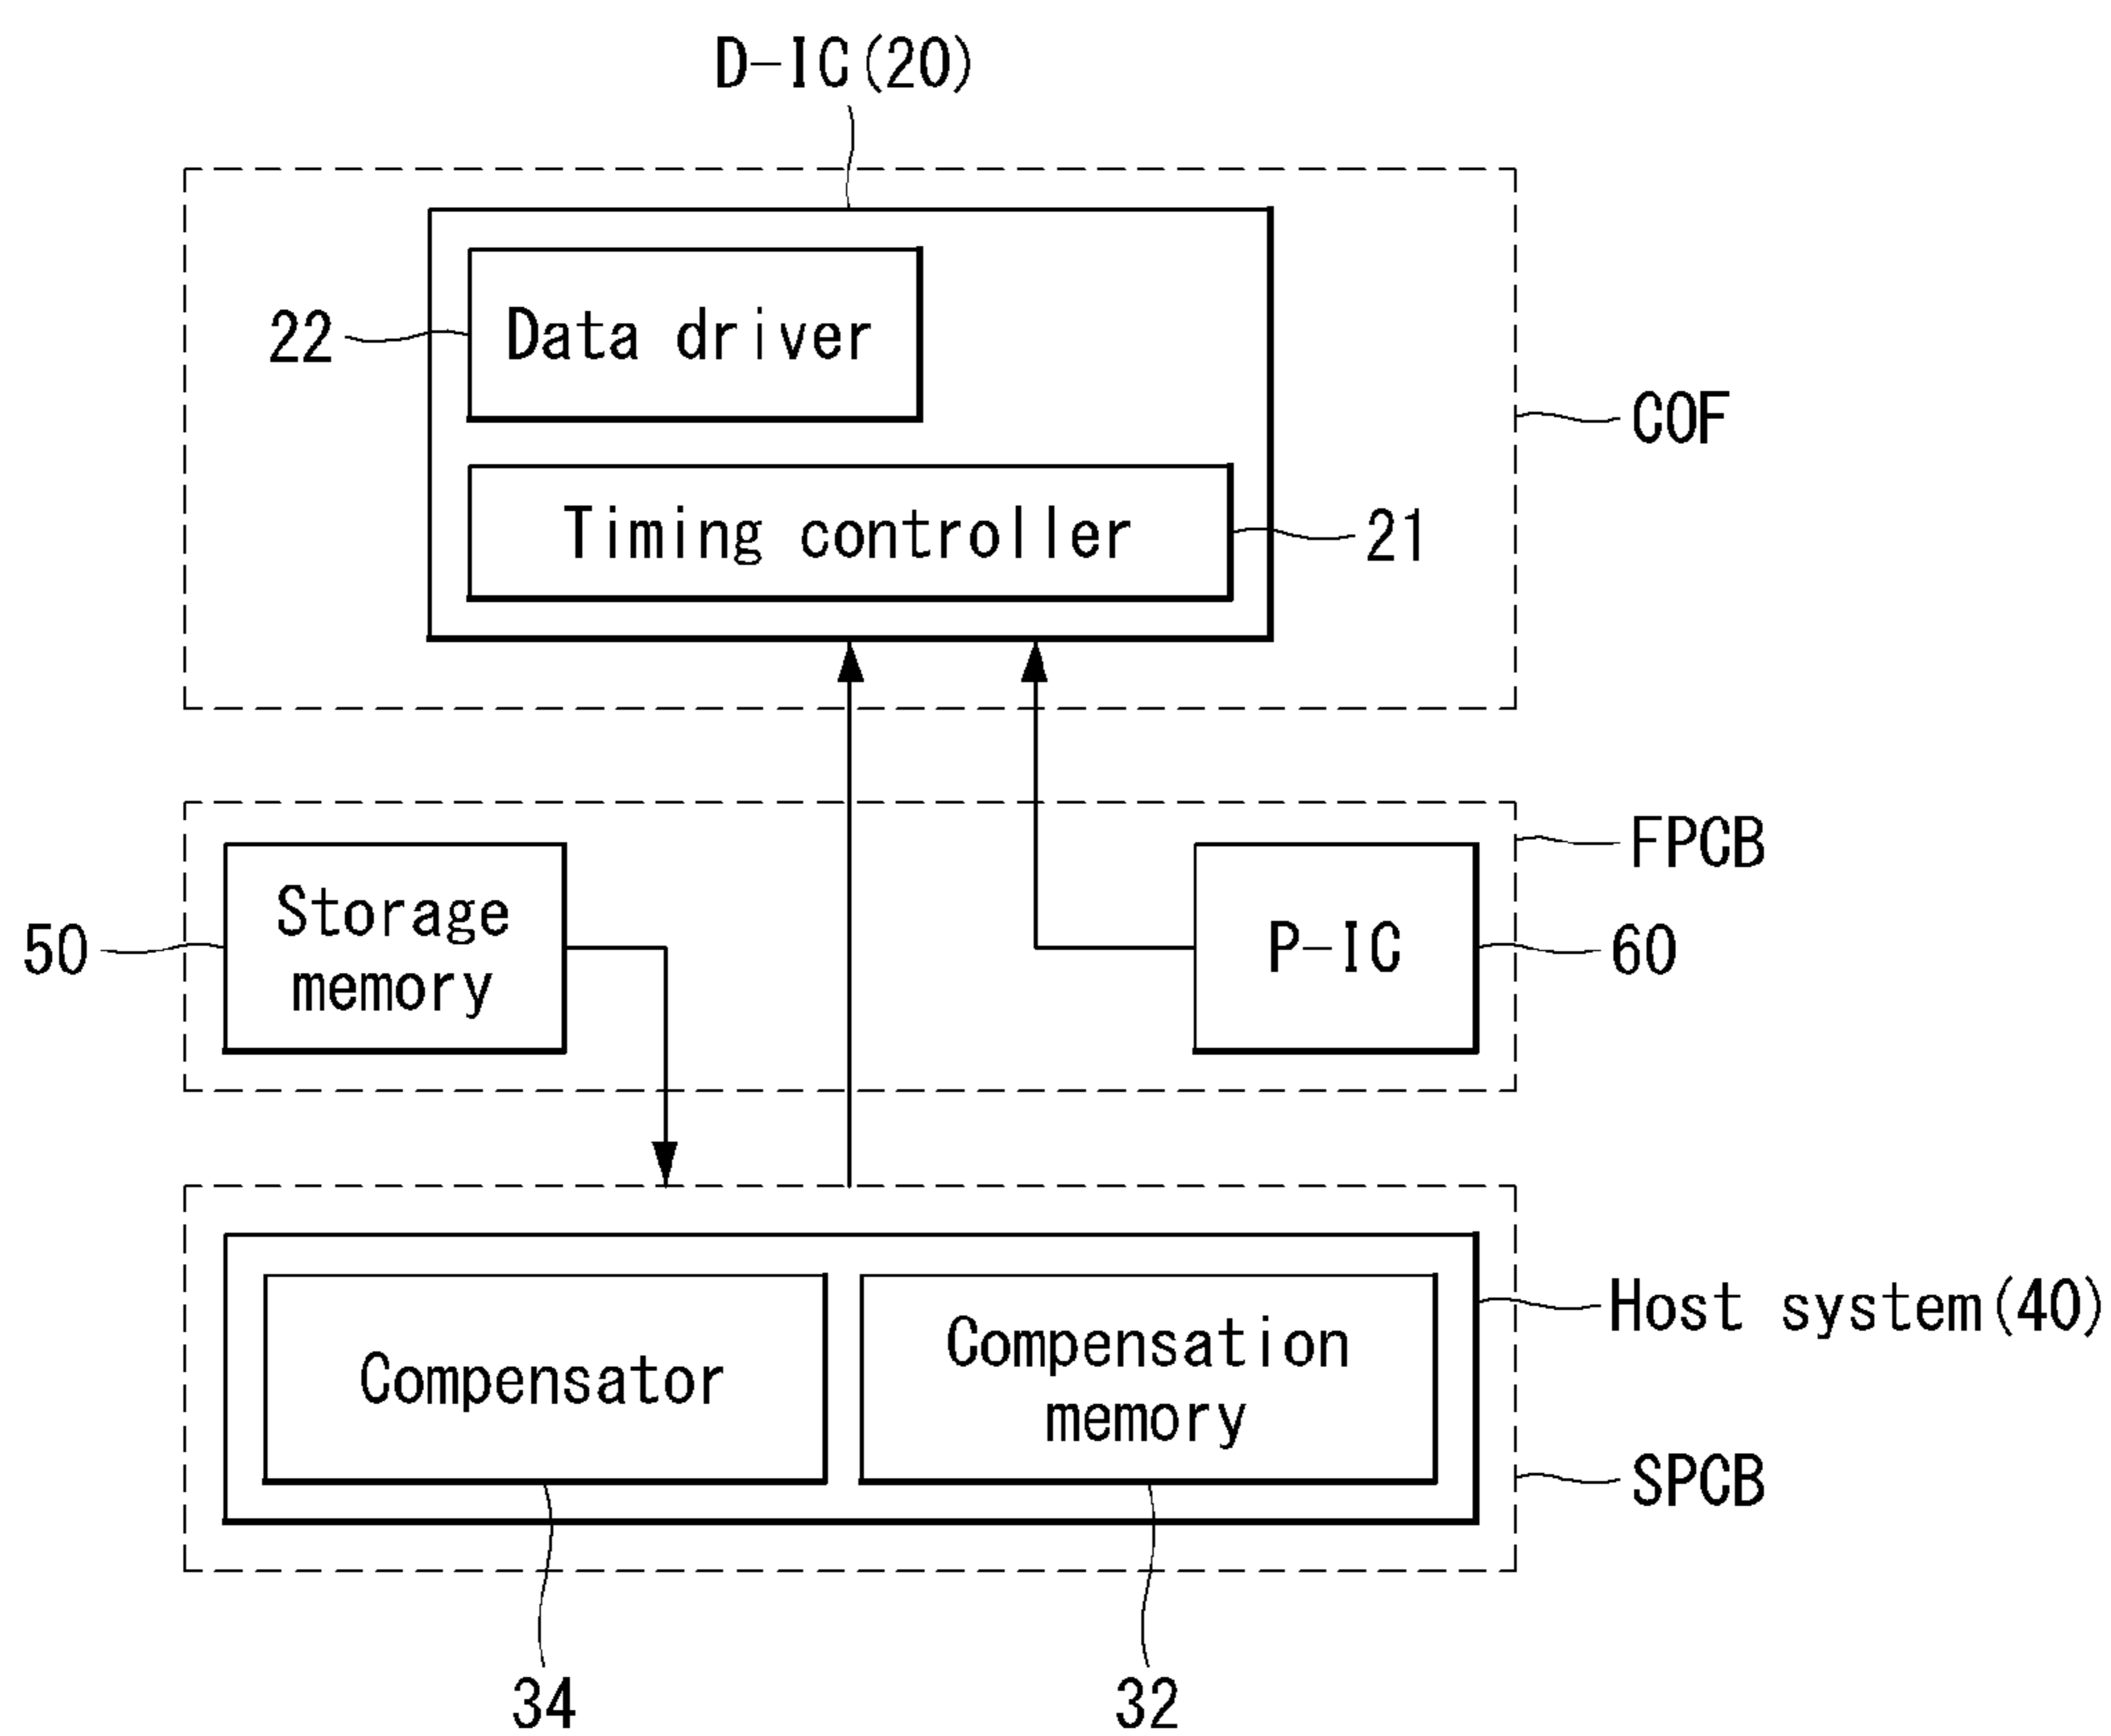 D-IC(20)
22
Data driver
COF
Timing controller
21
FPCB
50
Storage
memory
P-IC
60
Host system(40)
Compensator
Compensation
memory
SPCB
34
32